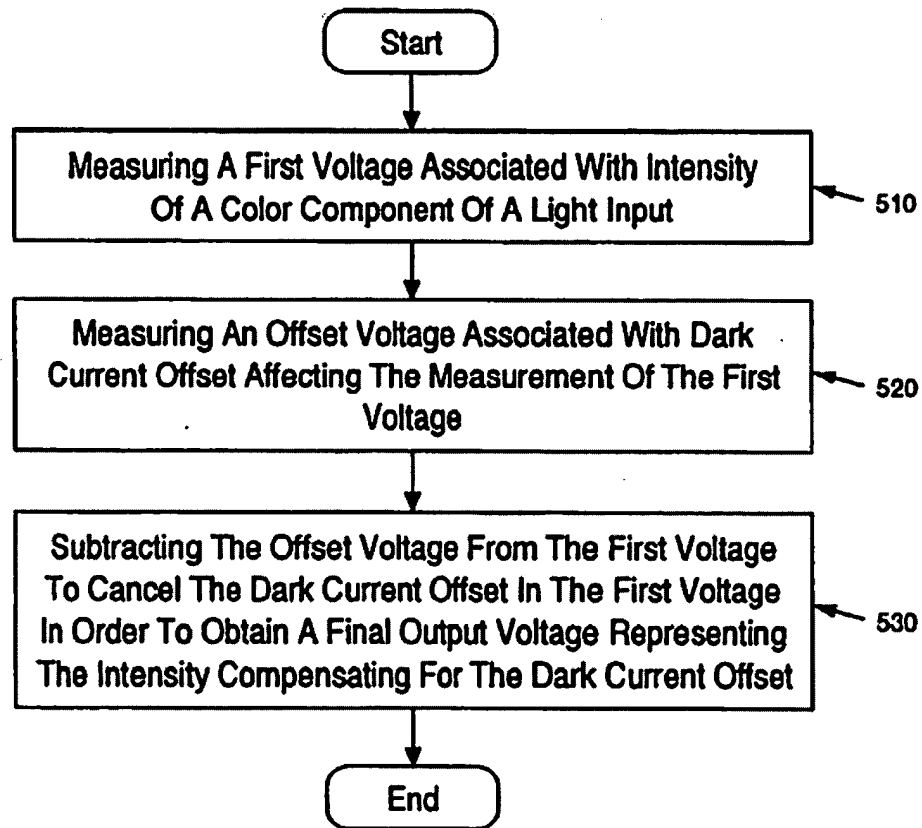 Start
Measuring A First Voltage Associated With Intensity
Of A Color Component Of A Light Input
510
Measuring An Offset Voltage Associated With Dark
Current Offset Affecting The Measurement Of The First
Voltage
520
Subtracting The Offset Voltage From The First Voltage
To Cancel The Dark Current Offset In The First Voltage
In Order To Obtain A Final Output Voltage Representing
The Intensity Compensating For The Dark Current Offset
530
End